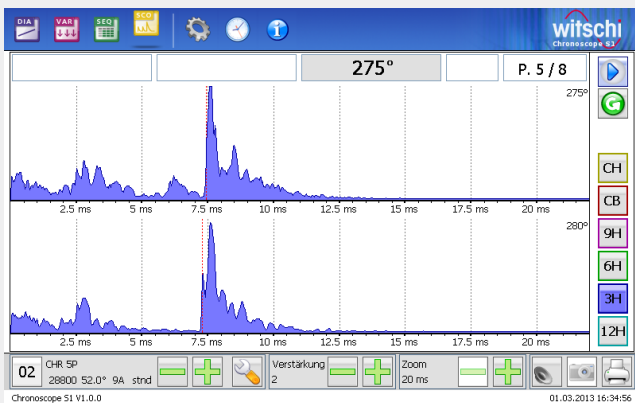 DIA VAR SEQ SCO witschi
Chronoscope S1
275° P. 5 / 8
275°
2.5 ms 5 ms 7.5 ms 10 ms 12.5 ms 15 ms 17.5 ms 20 ms
280°
2.5 ms 5 ms 7.5 ms 10 ms 12.5 ms 15 ms 17.5 ms 20 ms
CH
CB
9H
6H
3H
12H
02 CHR 5P
28800 52.0° 9A stnd
Verstärkung
2
Zoom
20 ms
Chronoscope S1 V1.0.0 01.03.2013 16:34:56